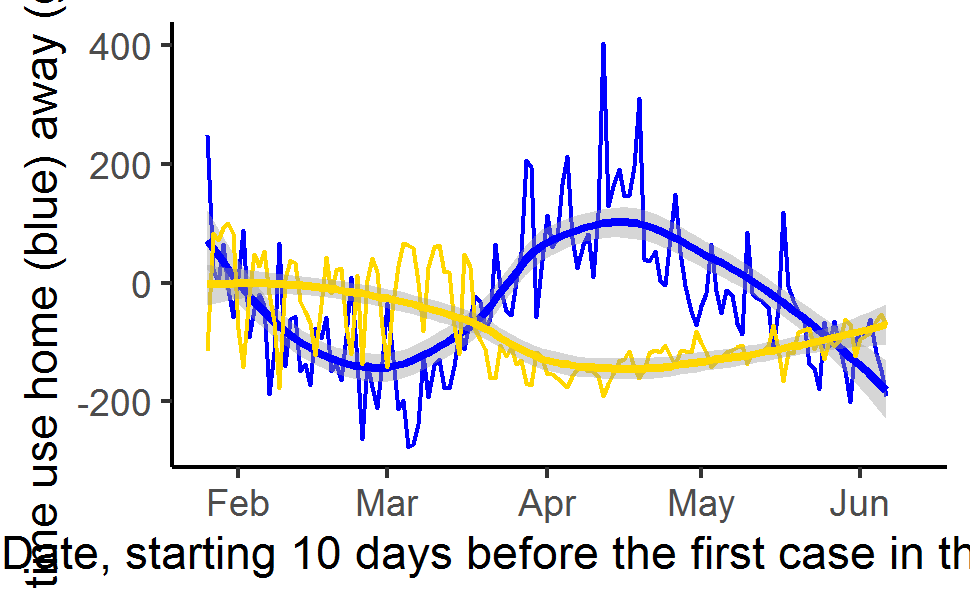 time use home (blue) away (
400
200
0
-200
Feb Mar Apr May Jun
Date, starting 10 days before the first case in th